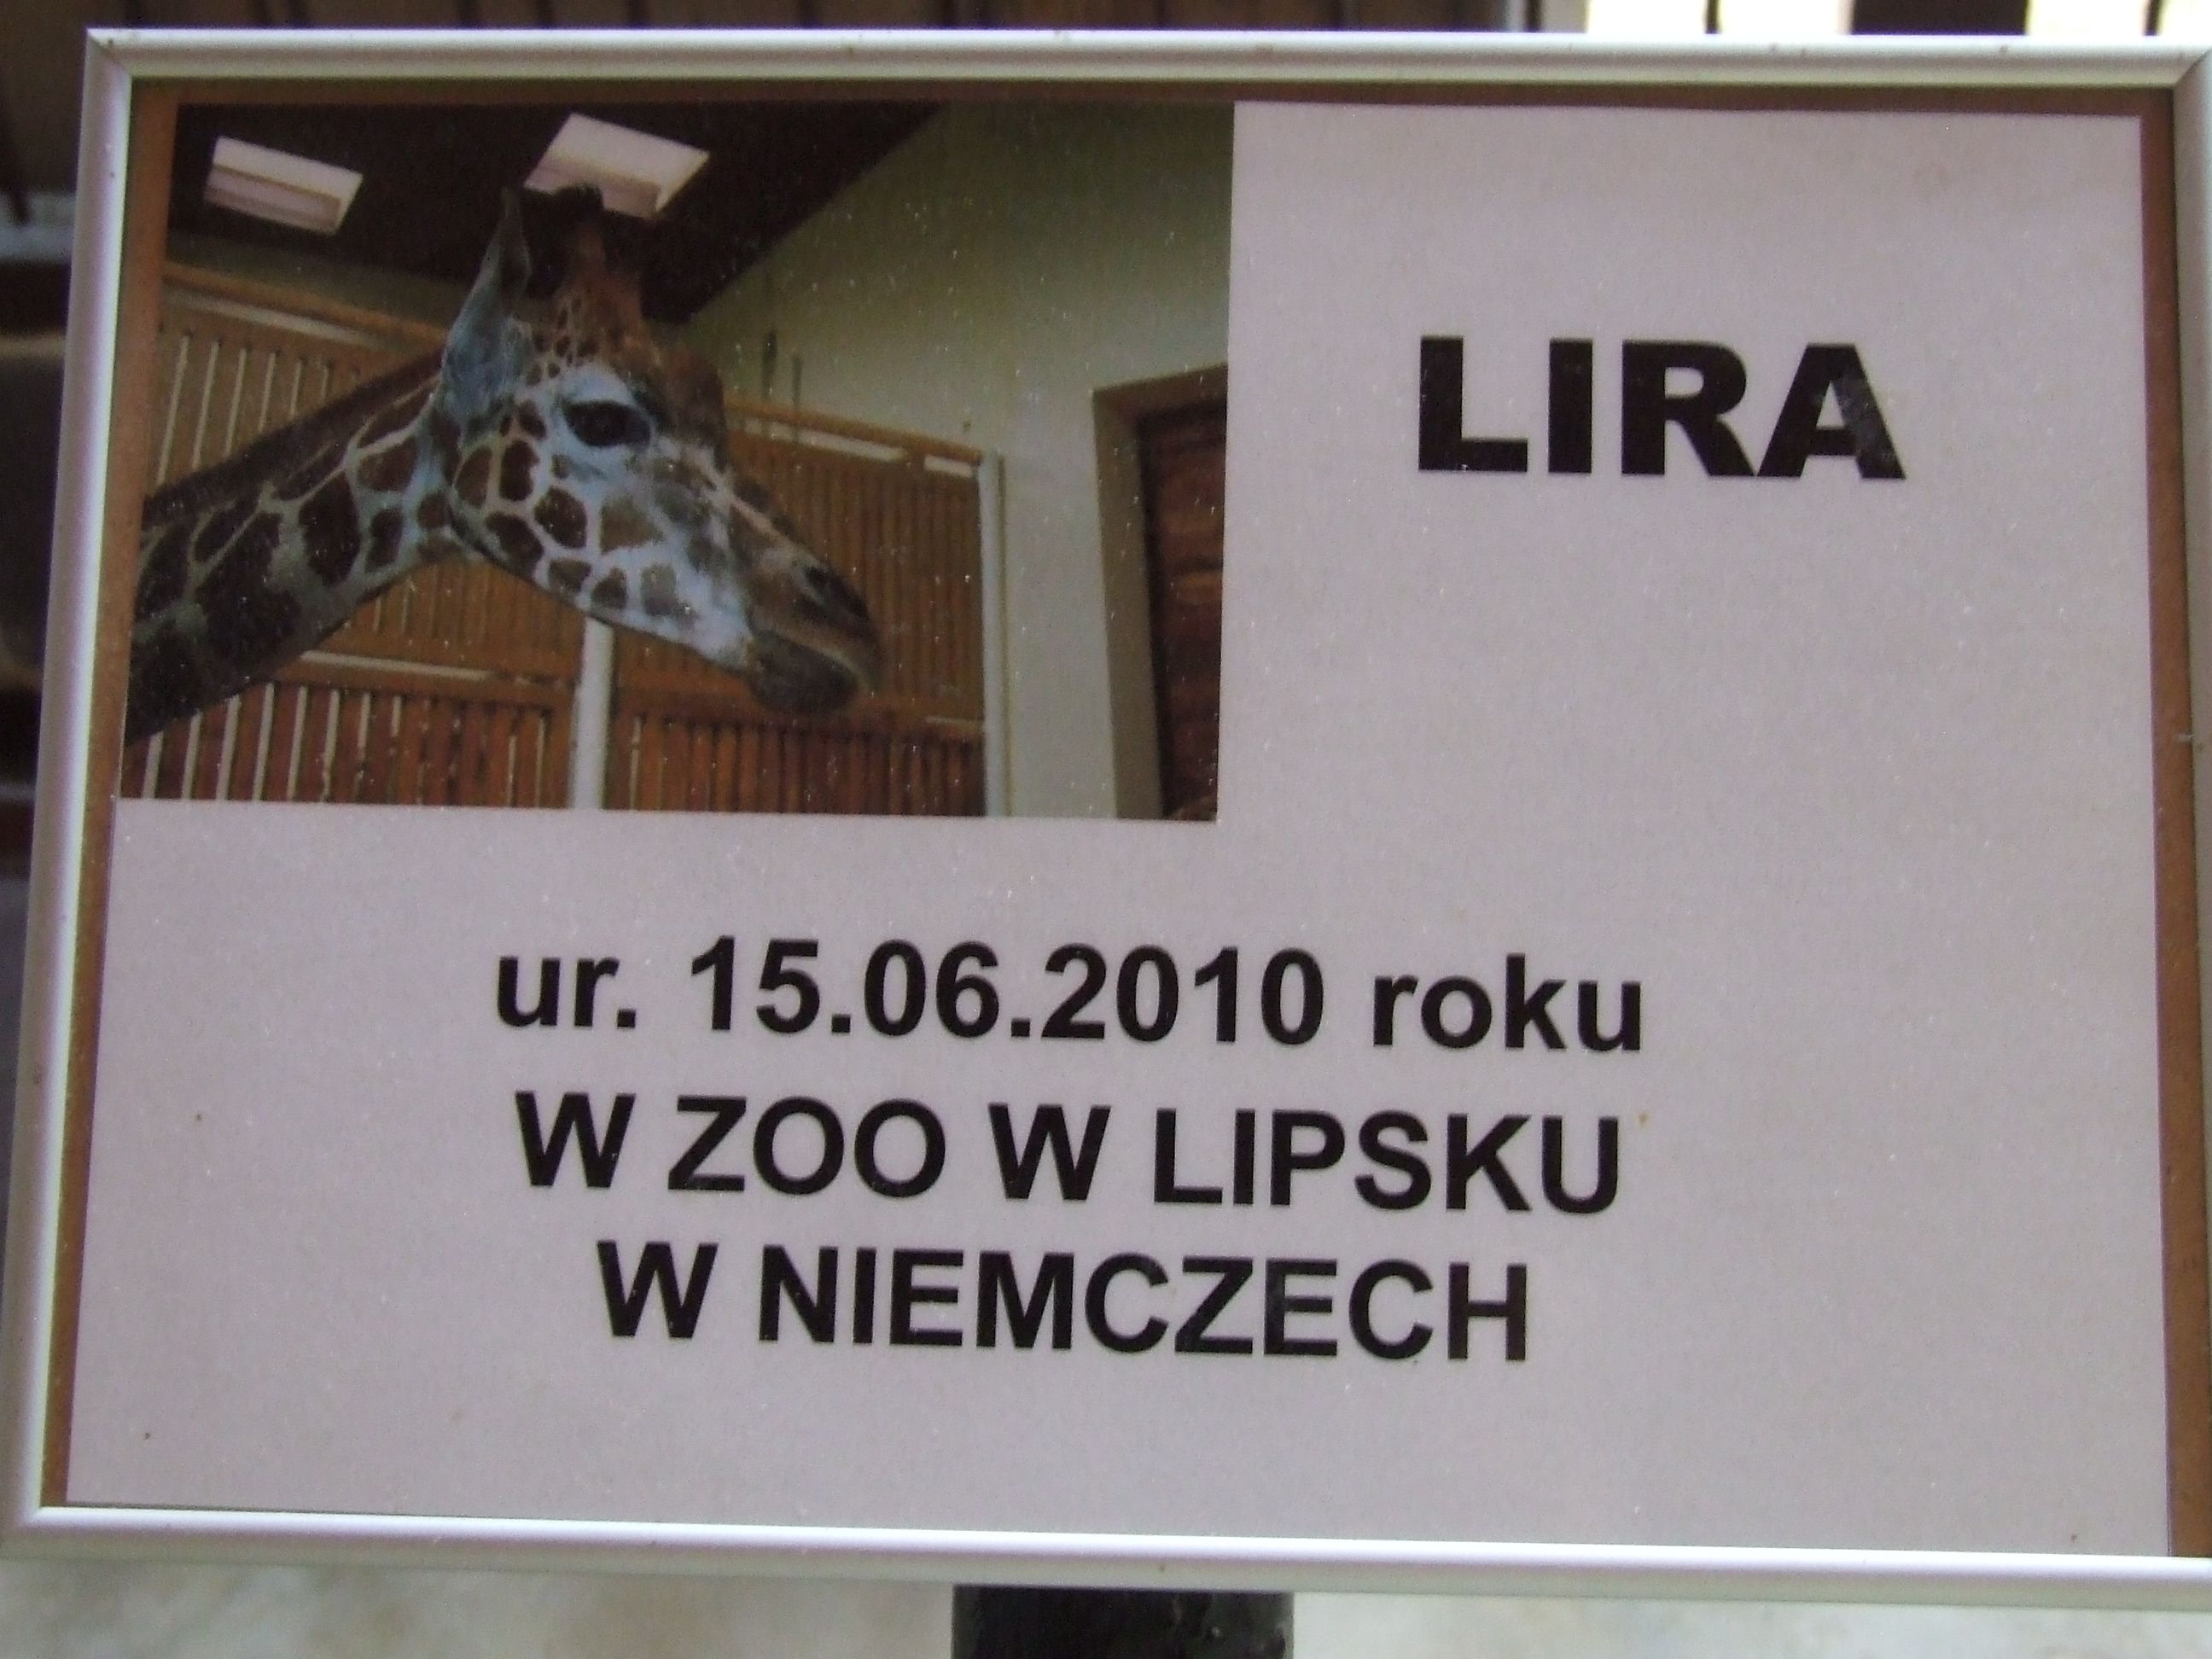 LIRA
ur. 15.06.2010 roku
W ZOO W LIPSKU
W NIEMCZECH